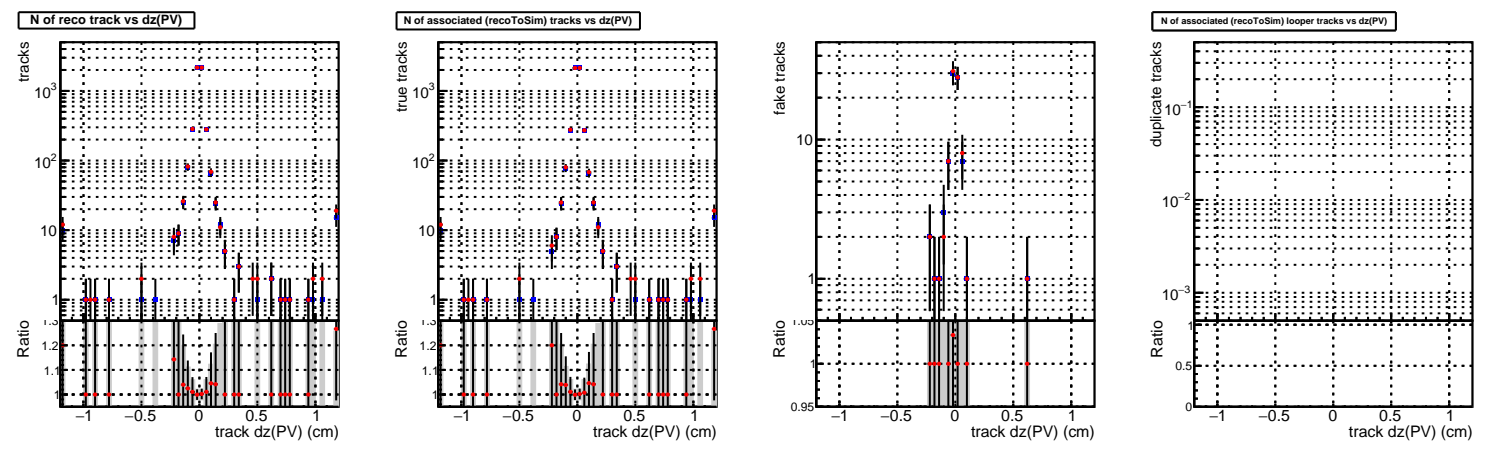 N of reco track vs dz(PV)
tracks
10³
10²
10
1
1.3
1.2
1.1
1
Ratio
−1 −0.5 0 0.5 1
track dz(PV) (cm)
N of associated (recoToSim) tracks vs dz(PV)
true tracks
10³
10²
10
1
1.3
1.2
1.1
1
Ratio
−1 −0.5 0 0.5 1
track dz(PV) (cm)
fake tracks
10
1
1.05
1
0.95
Ratio
−1 −0.5 0 0.5 1
track dz(PV) (cm)
N of associated (recoToSim) looper tracks vs dz(PV)
duplicate tracks
10⁻¹
10⁻²
10⁻³
1
0.5
0
Ratio
−1 −0.5 0 0.5 1
track dz(PV) (cm)